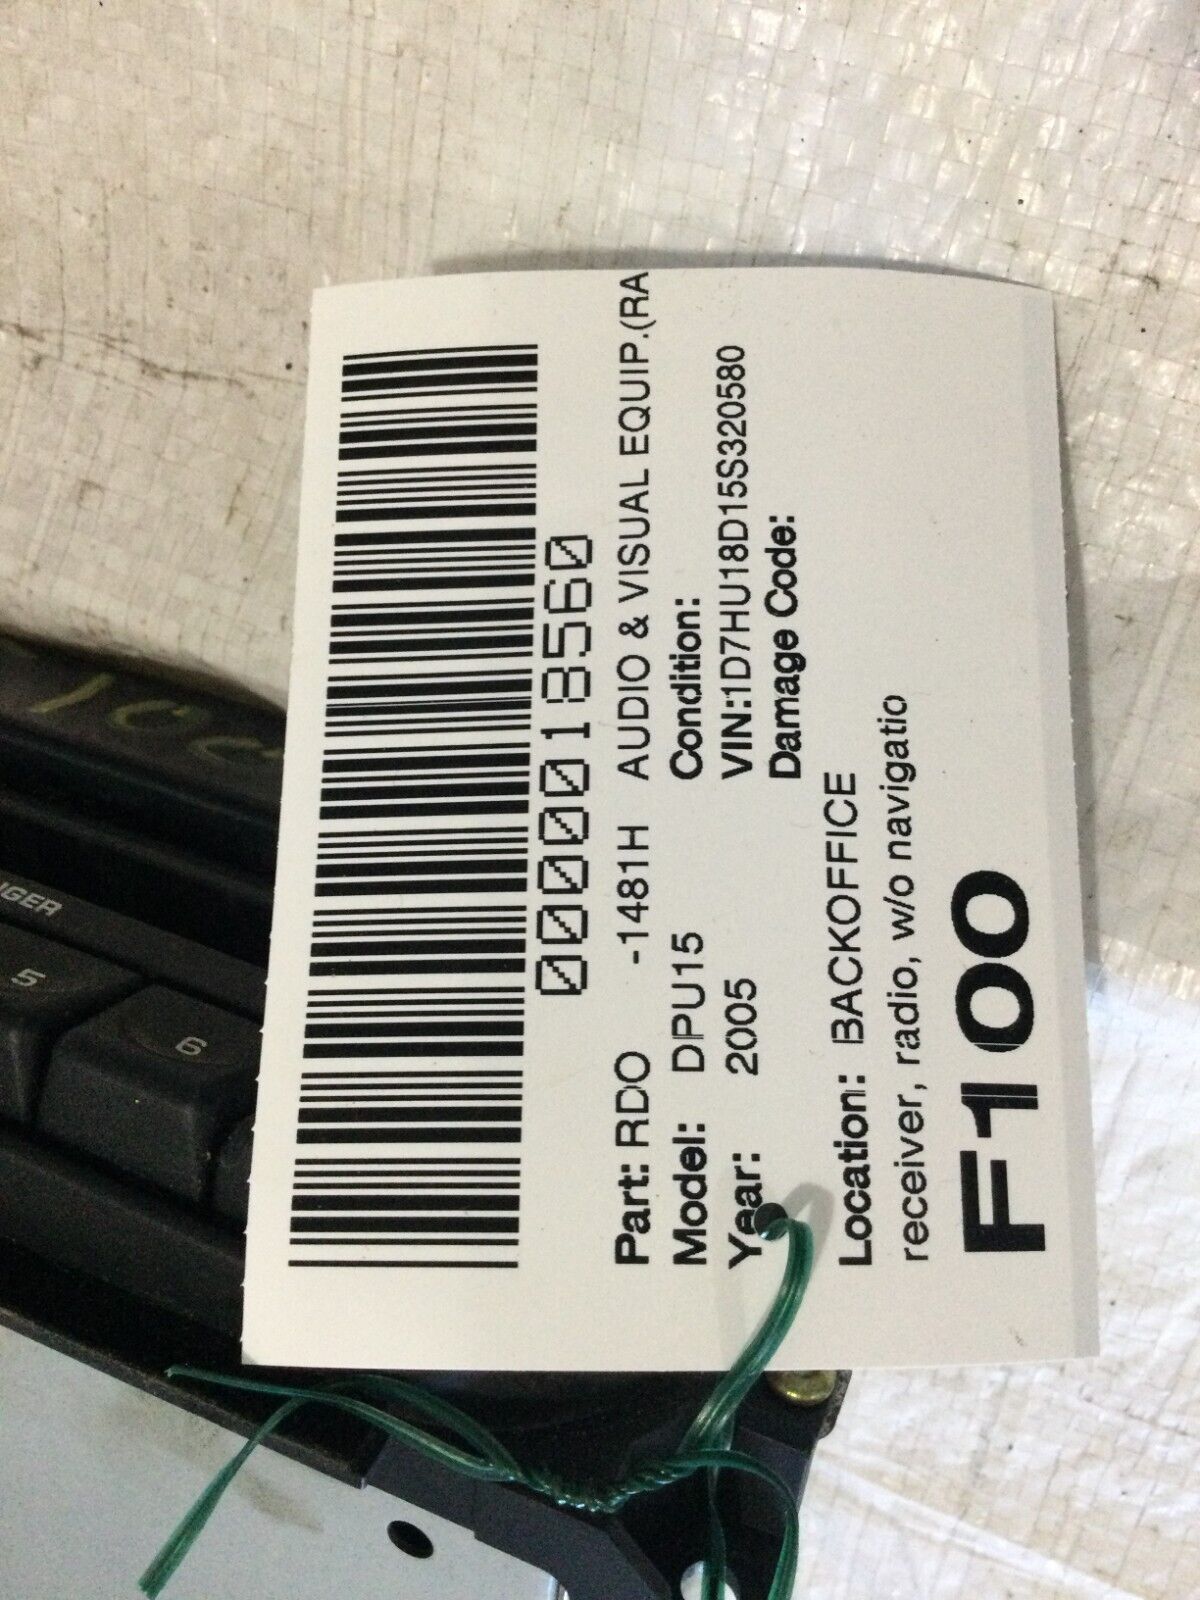 0000018560
Part: RDO -1481H AUDIO & VISUAL EQUIP.(RA
Model: DPU15 Condition:
Year: 2005 VIN:1D7HU18D15S320580
Damage Code:
Location: BACKOFFICE
receiver, radio, w/o navigatio
F100
100
5
6